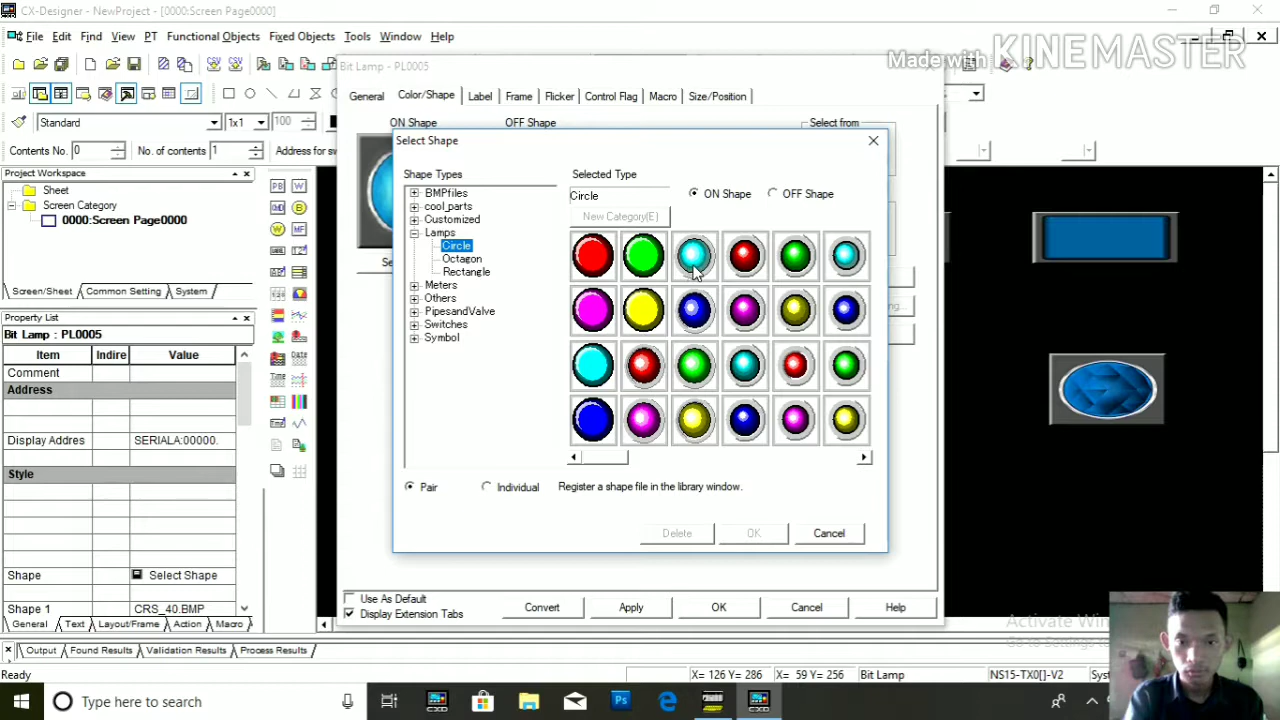 CX-Designer - NewProject - [0000:Screen Page0000]
File Edit Find View PT Functional Objects Fixed Objects Tools Window Help
Made with KINEMASTER
Standard 1x1 100
Contents No. 0 No. of contents 1 Address for sw
Project Workspace
Sheet
Screen Category
0000:Screen Page0000
Screen/Sheet Common Setting System
Property List
Bit Lamp : PL0005
Item Indire Value
Comment
Address
Display Addres SERIALA:00000.
Style
Shape Select Shape
Shape 1 CRS_40.BMP
General Text Layout/Frame Action Macro
Bit Lamp - PL0005
General Color/Shape Label Frame Flicker Control Flag Macro Size/Position
ON Shape OFF Shape Select from
Select Shape
Shape Types
BMPfiles
cool_parts
Customized
Lamps
Circle
Octagon
Rectangle
Meters
Others
PipesandValve
Switches
Symbol
Selected Type
Circle
ON Shape OFF Shape
New Category(E)
Pair Individual Register a shape file in the library window.
Delete OK Cancel
Use As Default
Display Extension Tabs
Convert Apply OK Cancel Help
Output Found Results Validation Results Process Results
Ready X= 126 Y= 286 X= 59 Y= 256 Bit Lamp NS15-TX0[]-V2 Sys
Type here to search